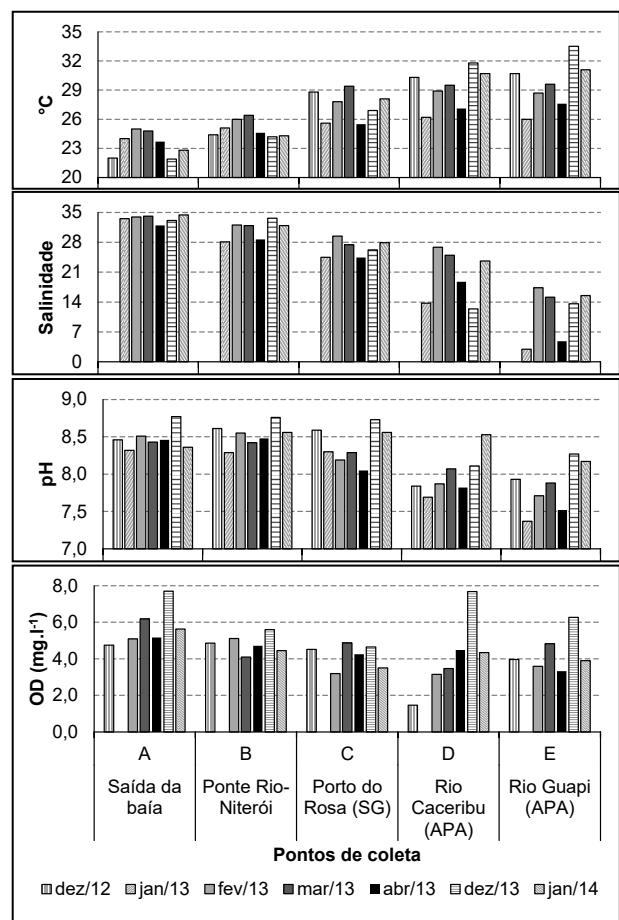 35
32
29
26
23
20
°C
35
28
21
14
7
0
Salinidade
9,0
8,5
8,0
7,5
7,0
pH
8,0
6,0
4,0
2,0
0,0
OD (mg.l⁻¹)
A B C D E
Saída da baía Ponte Rio-Niterói Porto do Rosa (SG) Rio Caceribu (APA) Rio Guapi (APA)
Pontos de coleta
dez/12 jan/13 fev/13 mar/13 abr/13 dez/13 jan/14